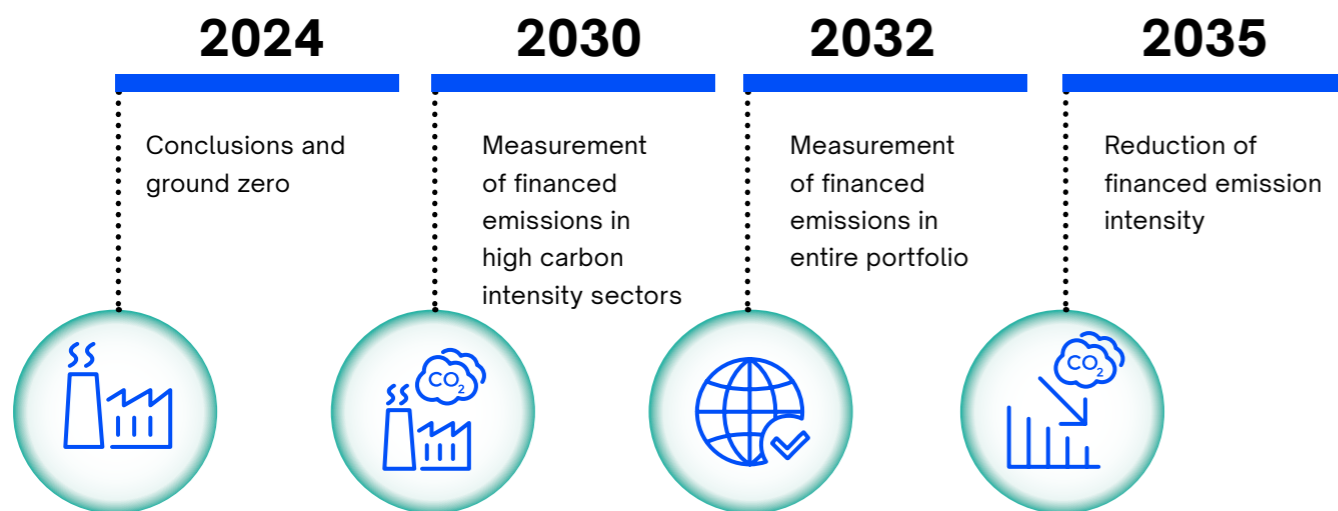 2024
Conclusions and
ground zero
2030
Measurement
of financed
emissions in
high carbon
intensity sectors
CO2
2032
Measurement
of financed
emissions in
entire portfolio
2035
Reduction of
financed emission
intensity
CO2